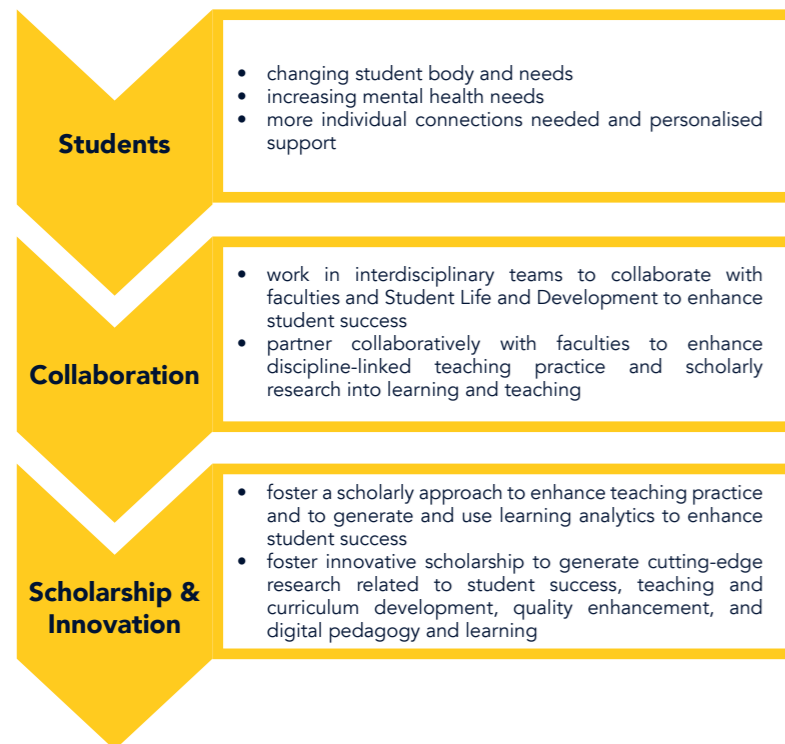 Students
• changing student body and needs
• increasing mental health needs
• more individual connections needed and personalised
support
Collaboration
• work in interdisciplinary teams to collaborate with
faculties and Student Life and Development to enhance
student success
• partner collaboratively with faculties to enhance
discipline-linked teaching practice and scholarly
research into learning and teaching
Scholarship &
Innovation
• foster a scholarly approach to enhance teaching practice
and to generate and use learning analytics to enhance
student success
• foster innovative scholarship to generate cutting-edge
research related to student success, teaching and
curriculum development, quality enhancement, and
digital pedagogy and learning